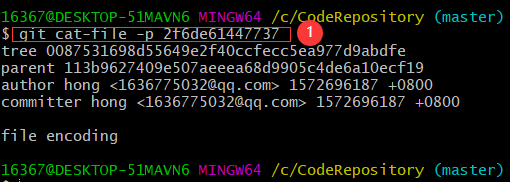 16367@DESKTOP-51MAVN6 MINGW64 /c/CodeRepository (master)
$ git cat-file -p 2f6de61447737 1
tree 0087531698d55649e2f40ccfecc5ea977d9abdfe
parent 113b9627409e507aeeea68d9905c4de6a10ecf19
author hong <1636775032@qq.com> 1572696187 +0800
committer hong <1636775032@qq.com> 1572696187 +0800
file encoding
16367@DESKTOP-51MAVN6 MINGW64 /c/CodeRepository (master)